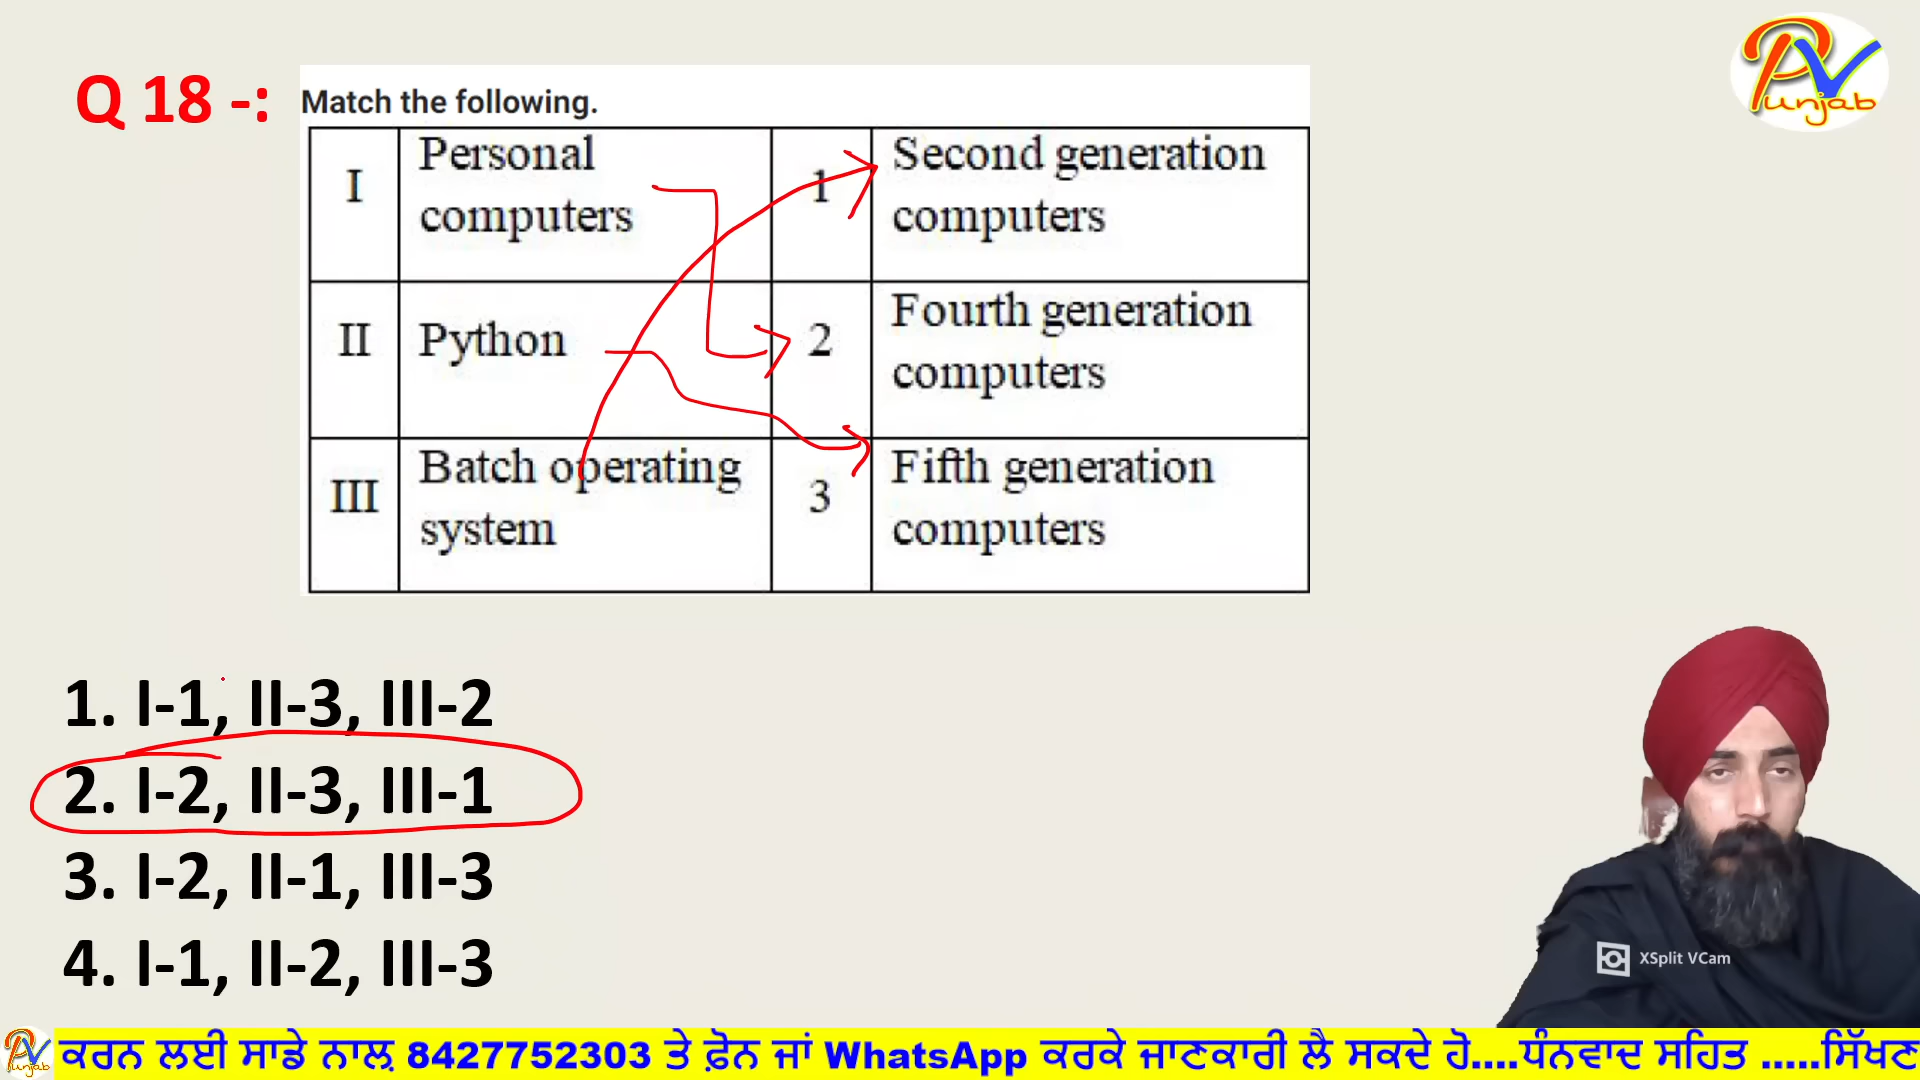 Q 18 -:
Match the following.
I Personal computers 1 Second generation computers
II Python 2 Fourth generation computers
III Batch operating system 3 Fifth generation computers
1. I-1, II-3, III-2
2. I-2, II-3, III-1
3. I-2, II-1, III-3
4. I-1, II-2, III-3
PV
Punjab
XSplit VCam
ਕਰਨ ਲਈ ਸਾਡੇ ਨਾਲ਼ 8427752303 ਤੇ ਫ਼ੋਨ ਜਾਂ WhatsApp ਕਰਕੇ ਜਾਣਕਾਰੀ ਲੈ ਸਕਦੇ ਹੋ....ਧੰਨਵਾਦ ਸਹਿਤ .....ਸਿੱਖਣ